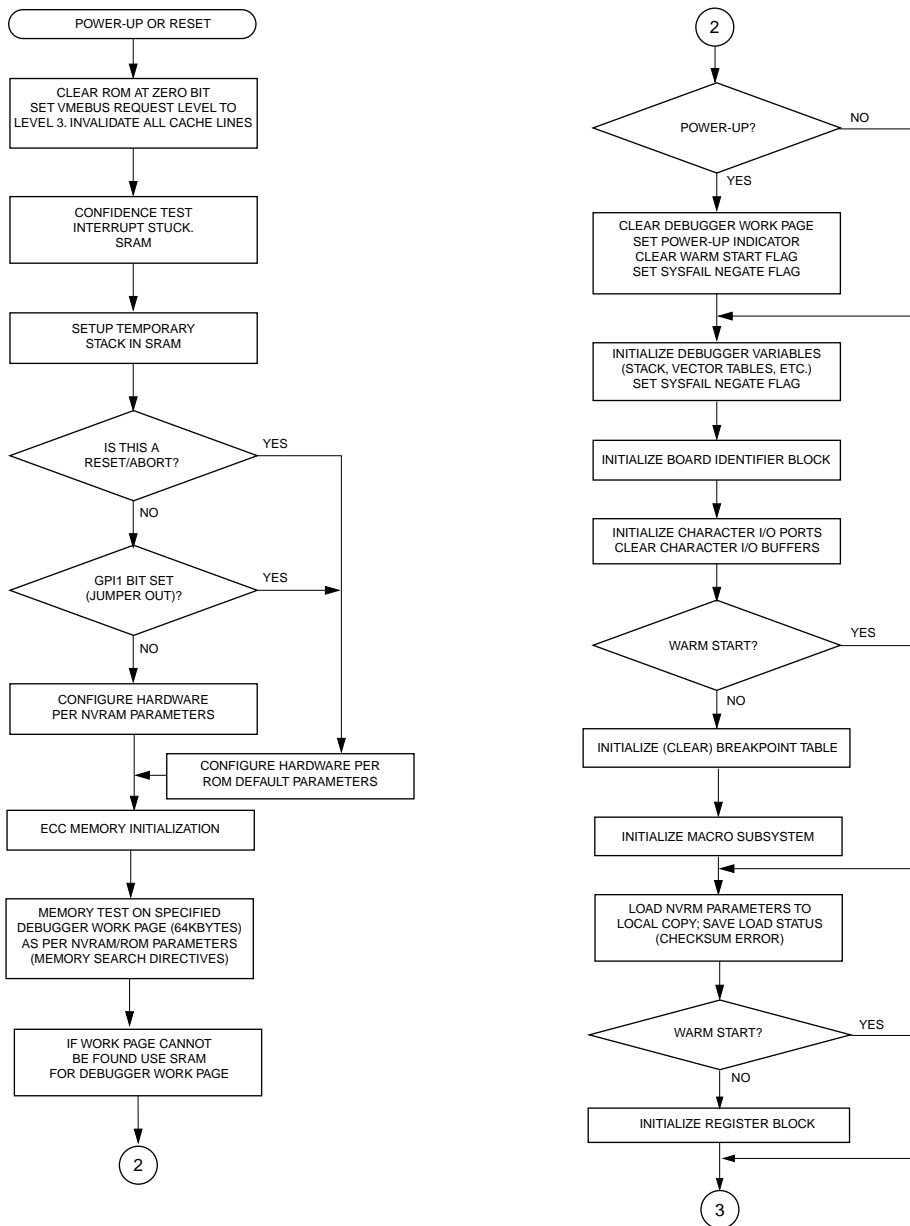 POWER-UP OR RESET
CLEAR ROM AT ZERO BIT
SET VMEBUS REQUEST LEVEL TO
LEVEL 3. INVALIDATE ALL CACHE LINES
CONFIDENCE TEST
INTERRUPT STUCK.
SRAM
SETUP TEMPORARY
STACK IN SRAM
IS THIS A
RESET/ABORT?
YES
NO
GPI1 BIT SET
(JUMPER OUT)?
YES
NO
CONFIGURE HARDWARE
PER NVRAM PARAMETERS
CONFIGURE HARDWARE PER
ROM DEFAULT PARAMETERS
ECC MEMORY INITIALIZATION
MEMORY TEST ON SPECIFIED
DEBUGGER WORK PAGE (64KBYTES)
AS PER NVRAM/ROM PARAMETERS
(MEMORY SEARCH DIRECTIVES)
IF WORK PAGE CANNOT
BE FOUND USE SRAM
FOR DEBUGGER WORK PAGE
2
2
POWER-UP?
NO
YES
CLEAR DEBUGGER WORK PAGE
SET POWER-UP INDICATOR
CLEAR WARM START FLAG
SET SYSFAIL NEGATE FLAG
INITIALIZE DEBUGGER VARIABLES
(STACK, VECTOR TABLES, ETC.)
SET SYSFAIL NEGATE FLAG
INITIALIZE BOARD IDENTIFIER BLOCK
INITIALIZE CHARACTER I/O PORTS
CLEAR CHARACTER I/O BUFFERS
WARM START?
YES
NO
INITIALIZE (CLEAR) BREAKPOINT TABLE
INITIALIZE MACRO SUBSYSTEM
LOAD NVRM PARAMETERS TO
LOCAL COPY; SAVE LOAD STATUS
(CHECKSUM ERROR)
WARM START?
YES
NO
INITIALIZE REGISTER BLOCK
3